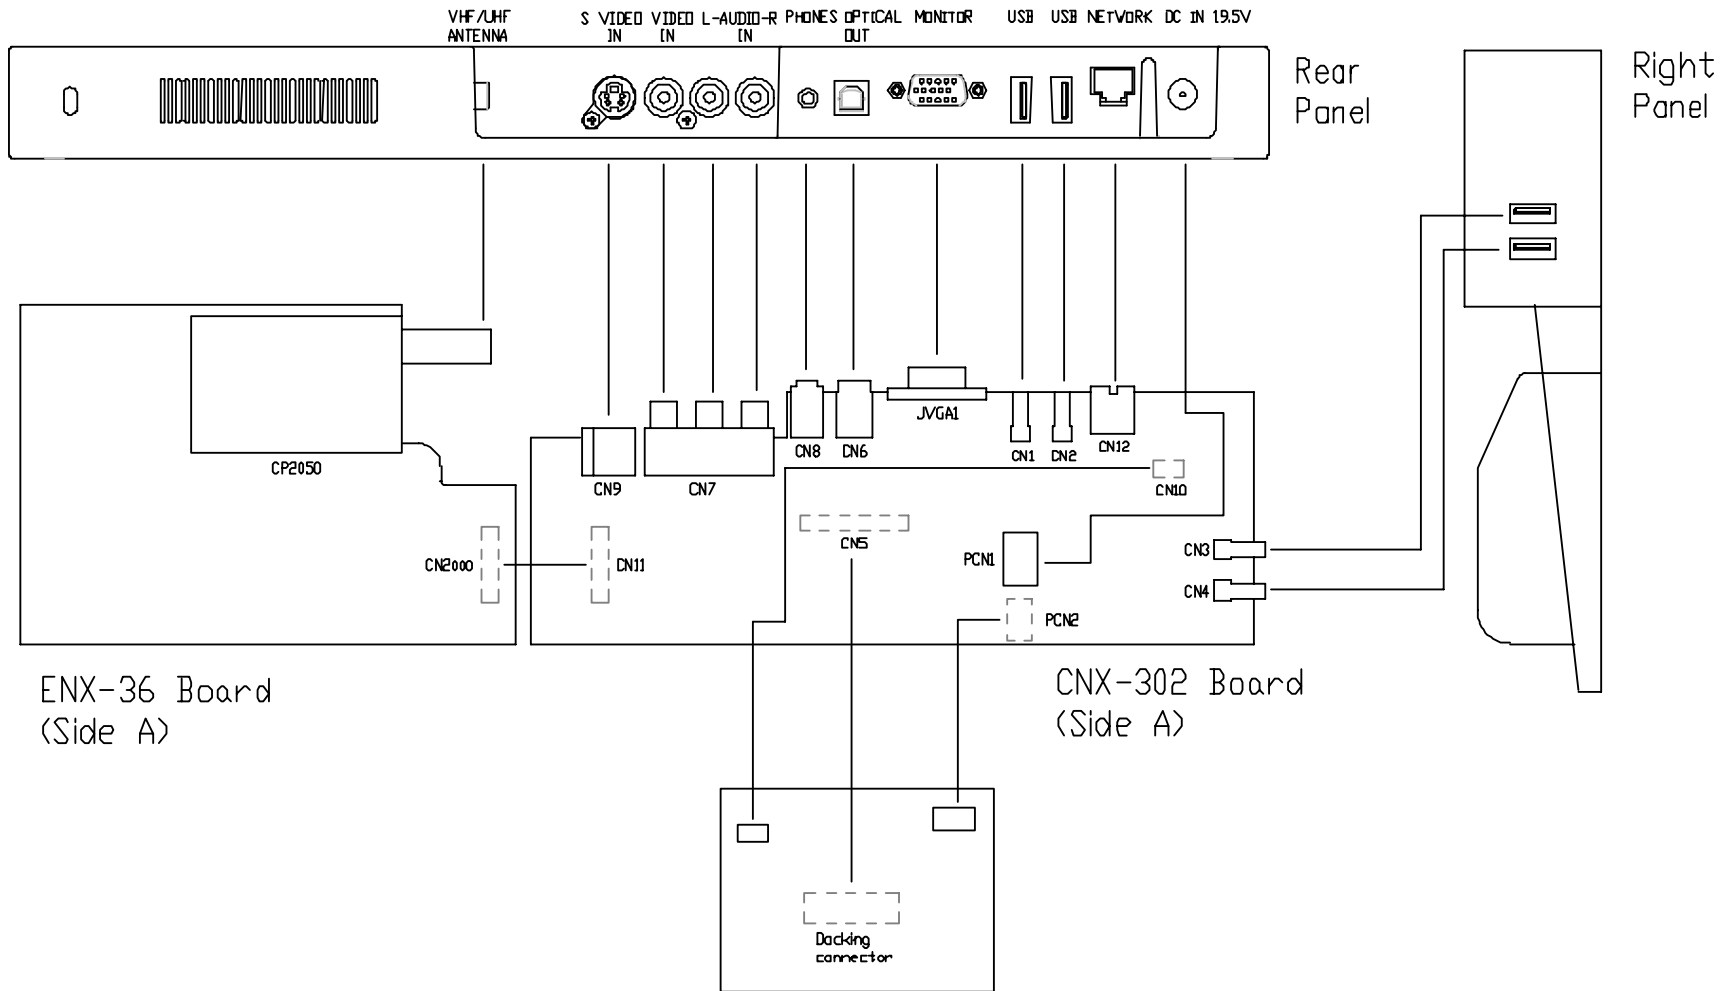 VHF/UHF
ANTENNA
S VIDEO
IN
VIDEO
IN
L-AUDIO-R
IN
PHONES
OPTICAL
OUT
MONITOR
USB
USB
NETWORK
DC IN 19.5V
Rear
Panel
Right
Panel
CP2050
CN9
CN7
CN8
CN6
JVGA1
CN1
CN2
CN12
CN10
CN5
CN2000
CN11
PCN1
PCN2
CN3
CN4
ENX-36 Board
(Side A)
CNX-302 Board
(Side A)
Docking
connector